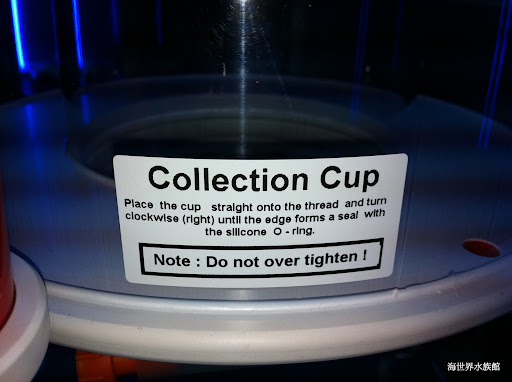 Collection Cup
Place the cup straight onto the thread and turn
clockwise (right) until the edge forms a seal with
the silicone O - ring.
Note : Do not over tighten !
海世界水族館